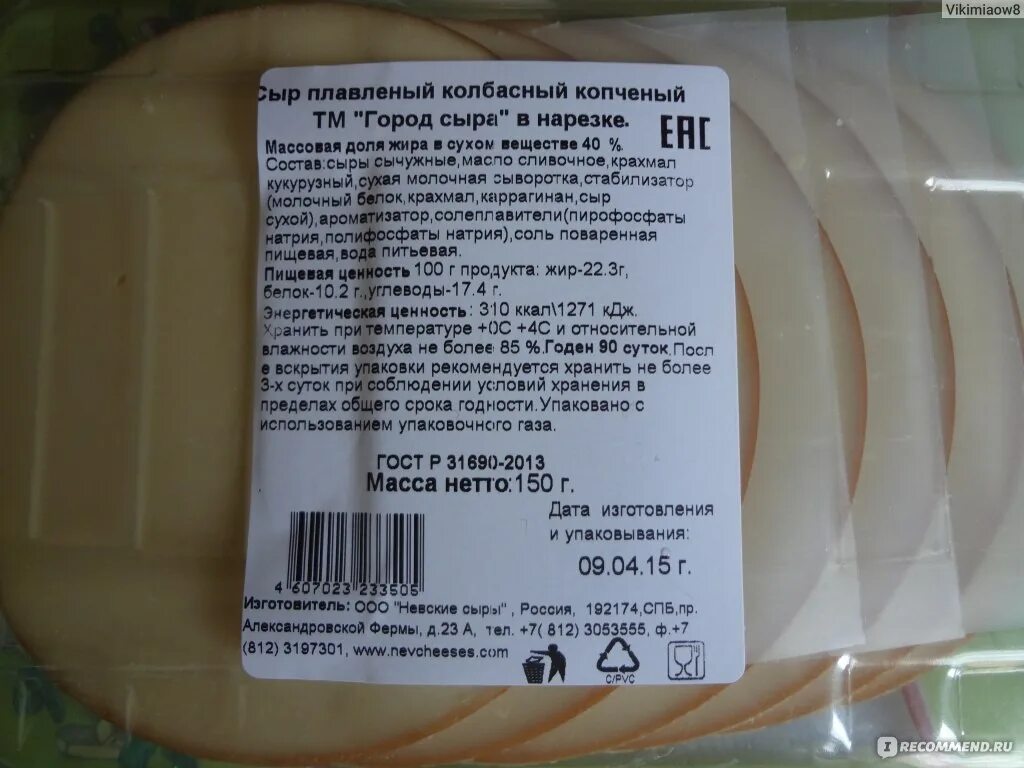 Vikimiaow8
Сыр плавленый колбасный копченый
ТМ "Город сыра" в нарезке.
ЕАС
Массовая доля жира в сухом веществе 40 %.
Состав:сыры сычужные,масло сливочное,крахмал
кукурузный,сухая молочная сыворотка,стабилизатор
(молочный белок,крахмал,каррагинан,сыр
сухой),ароматизатор,солеплавители(пирофосфаты
натрия,полифосфаты натрия),соль поваренная
пищевая,вода питьевая.
Пищевая ценность 100 г продукта: жир-22.3г,
белок-10.2 г.,углеводы-17.4 г.
Энергетическая ценность: 310 ккал\1271 кДж.
Хранить при температуре +0С +4С и относительной
влажности воздуха не более 85 %.Годен 90 суток.Посл
е вскрытия упаковки рекомендуется хранить не более
3-х суток при соблюдении условий хранения в
пределах общего срока годности.Упаковано с
использованием упаковочного газа.
ГОСТ Р 31690-2013
Масса нетто:150 г.
Дата изготовления
и упаковывания:
09.04.15 г.
4 607023 233505
Изготовитель: ООО "Невские сыры" , Россия, 192174,СПБ,пр.
Александровской Фермы, д.23 А, тел. +7( 812) 3053555, ф.+7
(812) 3197301, www.nevcheeses.com
3
C/PVC
IRECOMMEND.RU